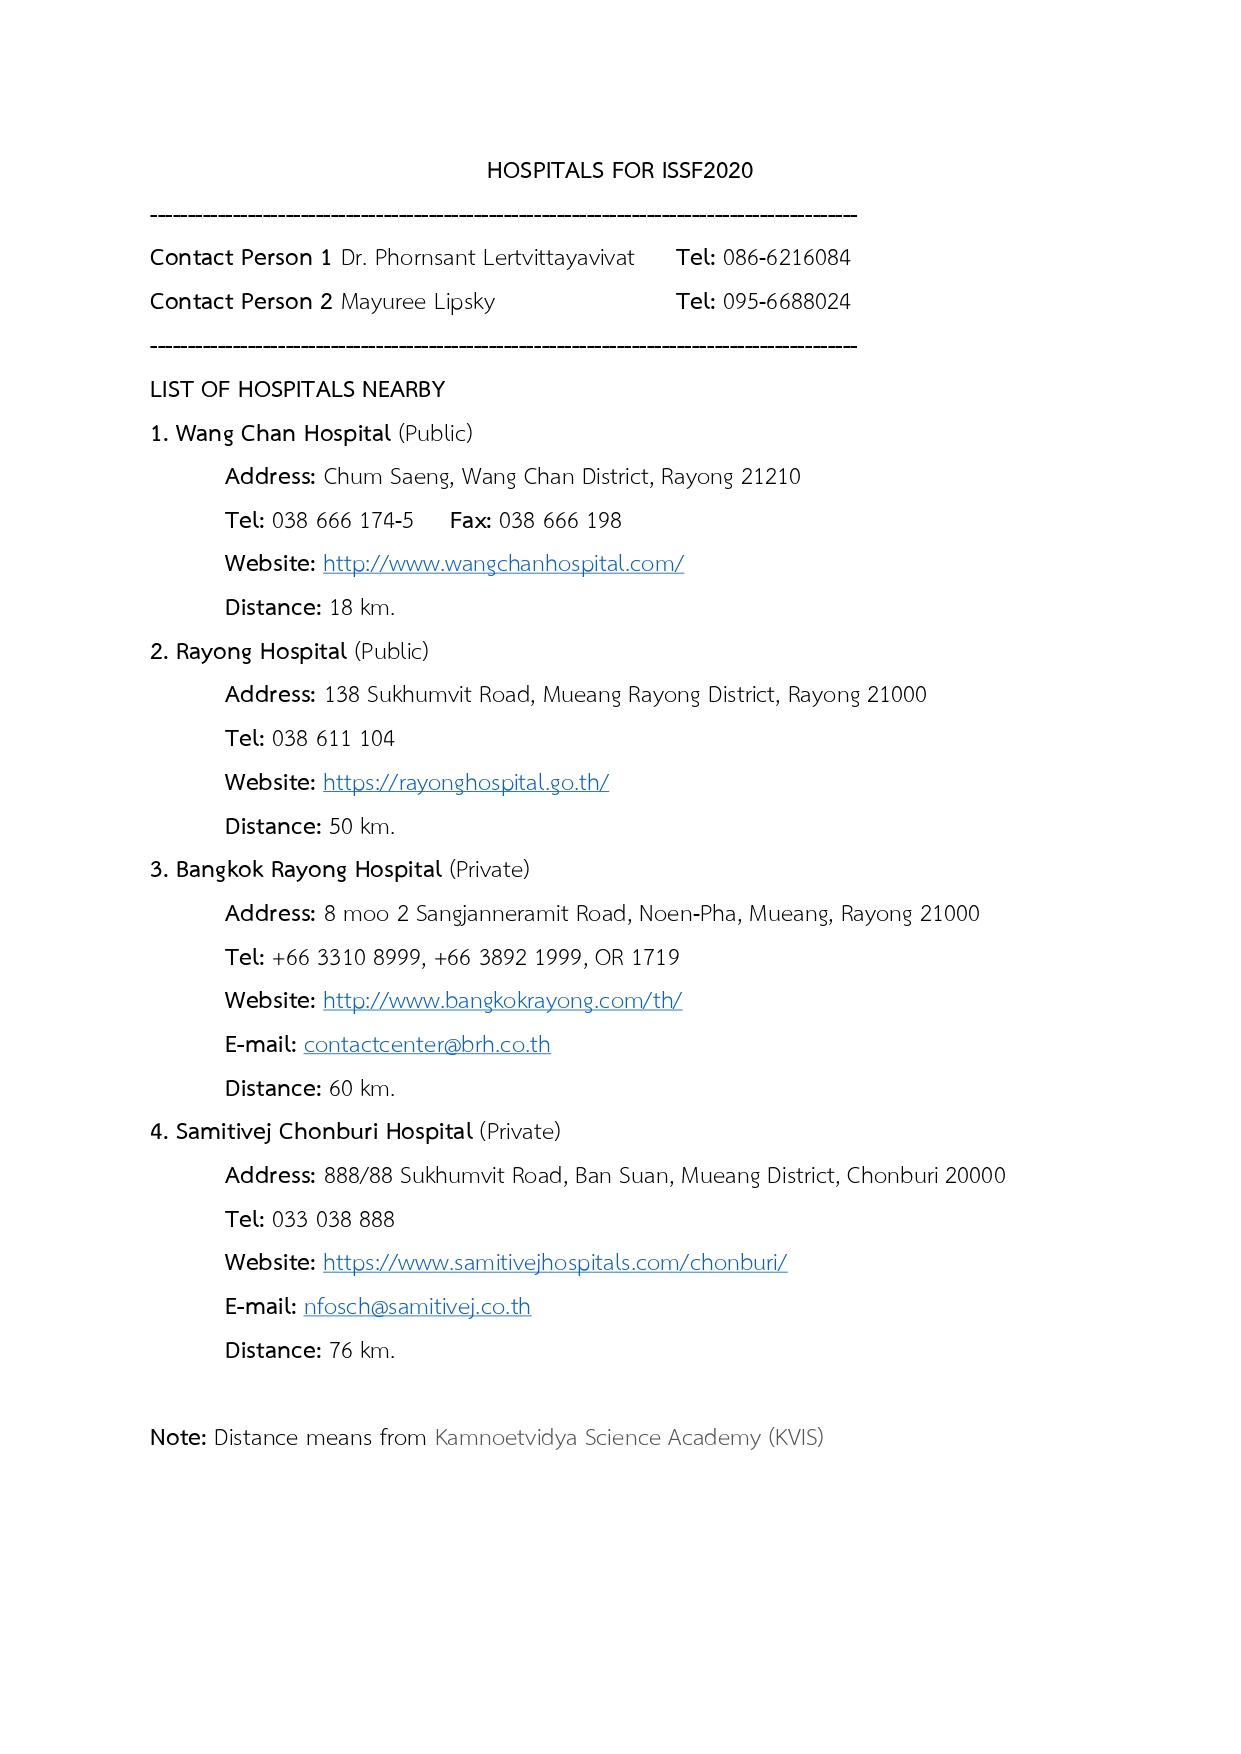 HOSPITALS FOR ISSF2020
----------------------------------------------------------------------------------------------
Contact Person 1 Dr. Phornsant Lertvittayavivat Tel: 086-6216084
Contact Person 2 Mayuree Lipsky Tel: 095-6688024
----------------------------------------------------------------------------------------------
LIST OF HOSPITALS NEARBY
1. Wang Chan Hospital (Public)
Address: Chum Saeng, Wang Chan District, Rayong 21210
Tel: 038 666 174-5 Fax: 038 666 198
Website: http://www.wangchanhospital.com/
Distance: 18 km.
2. Rayong Hospital (Public)
Address: 138 Sukhumvit Road, Mueang Rayong District, Rayong 21000
Tel: 038 611 104
Website: https://rayonghospital.go.th/
Distance: 50 km.
3. Bangkok Rayong Hospital (Private)
Address: 8 moo 2 Sangjanneramit Road, Noen-Pha, Mueang, Rayong 21000
Tel: +66 3310 8999, +66 3892 1999, OR 1719
Website: http://www.bangkokrayong.com/th/
E-mail: contactcenter@brh.co.th
Distance: 60 km.
4. Samitivej Chonburi Hospital (Private)
Address: 888/88 Sukhumvit Road, Ban Suan, Mueang District, Chonburi 20000
Tel: 033 038 888
Website: https://www.samitivejhospitals.com/chonburi/
E-mail: nfosch@samitivej.co.th
Distance: 76 km.
Note: Distance means from Kamnoetvidya Science Academy (KVIS)